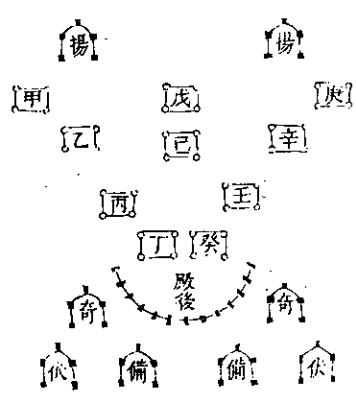 揚 揚
甲 戊 庚
乙 己 辛
丙 壬
丁 癸
殿後
奇 奇
伏 備 備 伏